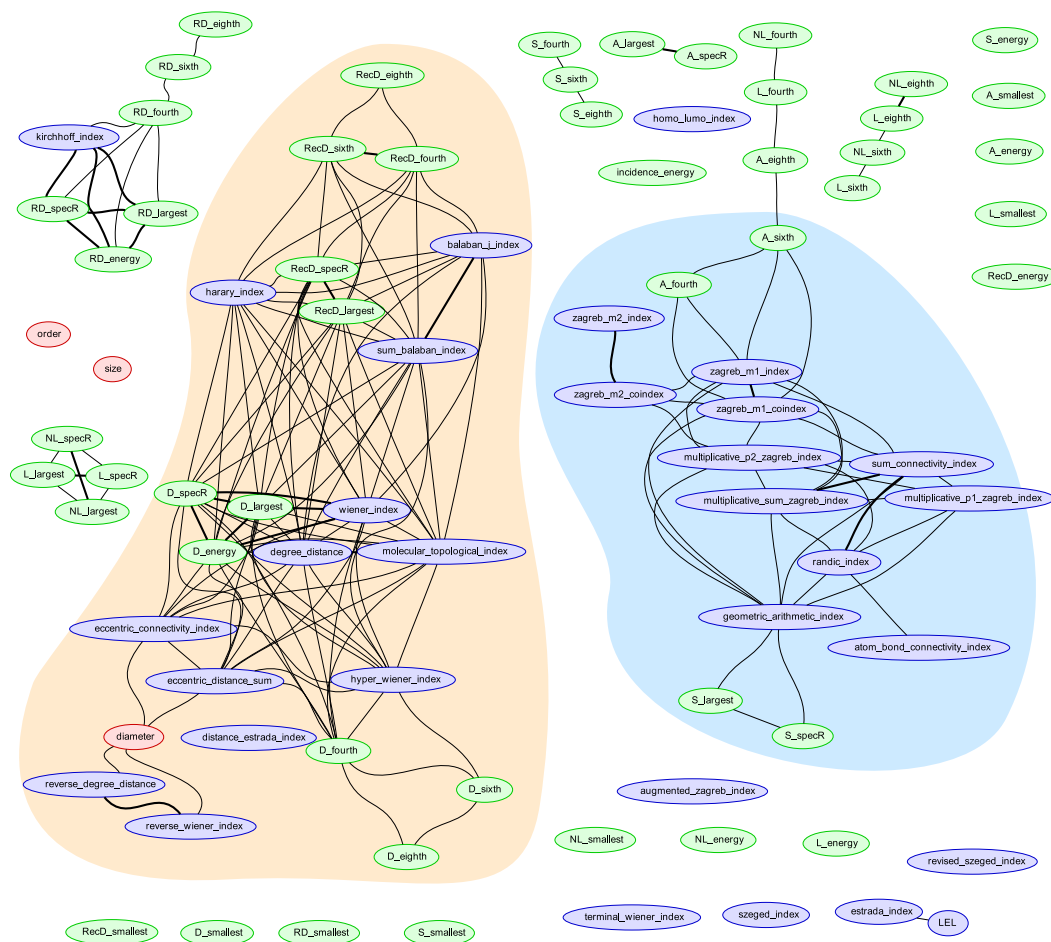 RD_eighth
S_fourth
A_largest
NL_fourth
S_energy
A_specR
RD_sixth
RecD_eighth
S_sixth
NL_eighth
L_fourth
A_smallest
RD_fourth
S_eighth
homo_lumo_index
L_eighth
kirchhoff_index
RecD_sixth
RecD_fourth
A_eighth
NL_sixth
A_energy
incidence_energy
L_sixth
RD_specR
RD_largest
L_smallest
A_sixth
balaban_j_index
RD_energy
RecD_specR
RecD_energy
harary_index
A_fourth
RecD_largest
zagreb_m2_index
order
sum_balaban_index
size
zagreb_m1_index
zagreb_m2_coindex
zagreb_m1_coindex
NL_specR
multiplicative_p2_zagreb_index
sum_connectivity_index
L_largest
L_specR
D_specR
multiplicative_sum_zagreb_index
multiplicative_p1_zagreb_index
NL_largest
D_largest
wiener_index
D_energy
degree_distance
molecular_topological_index
randic_index
geometric_arithmetic_index
eccentric_connectivity_index
atom_bond_connectivity_index
eccentric_distance_sum
hyper_wiener_index
S_largest
diameter
distance_estrada_index
S_specR
D_fourth
reverse_degree_distance
D_sixth
augmented_zagreb_index
reverse_wiener_index
NL_smallest
NL_energy
L_energy
D_eighth
revised_szeged_index
terminal_wiener_index
szeged_index
estrada_index
LEL
RecD_smallest
D_smallest
RD_smallest
S_smallest